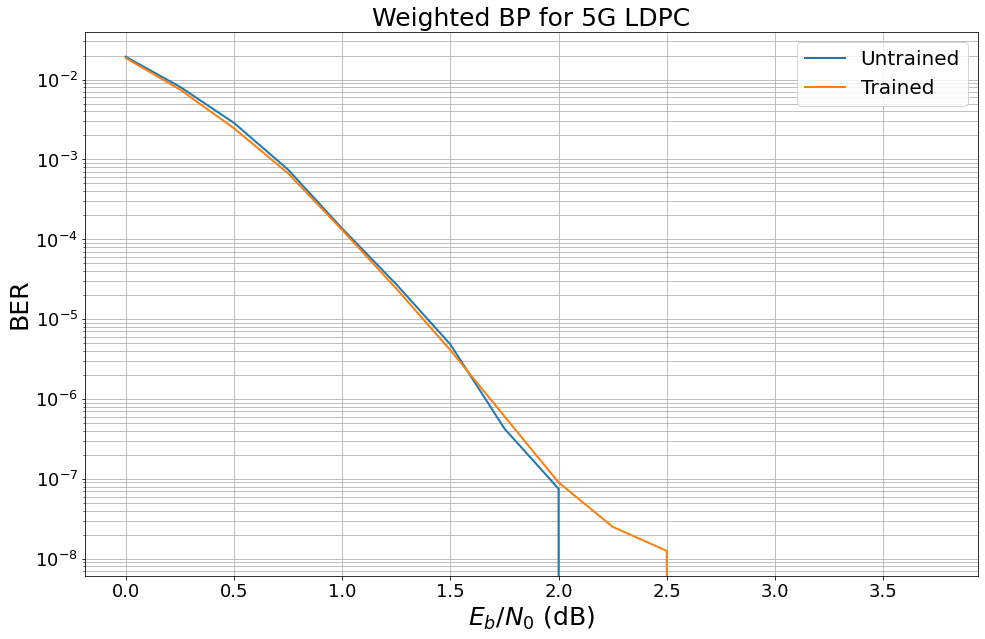 Weighted BP for 5G LDPC
Untrained
Trained
BER
10⁻²
10⁻³
10⁻⁴
10⁻⁵
10⁻⁶
10⁻⁷
10⁻⁸
0.0 0.5 1.0 1.5 2.0 2.5 3.0 3.5
E_b/N_0 (dB)